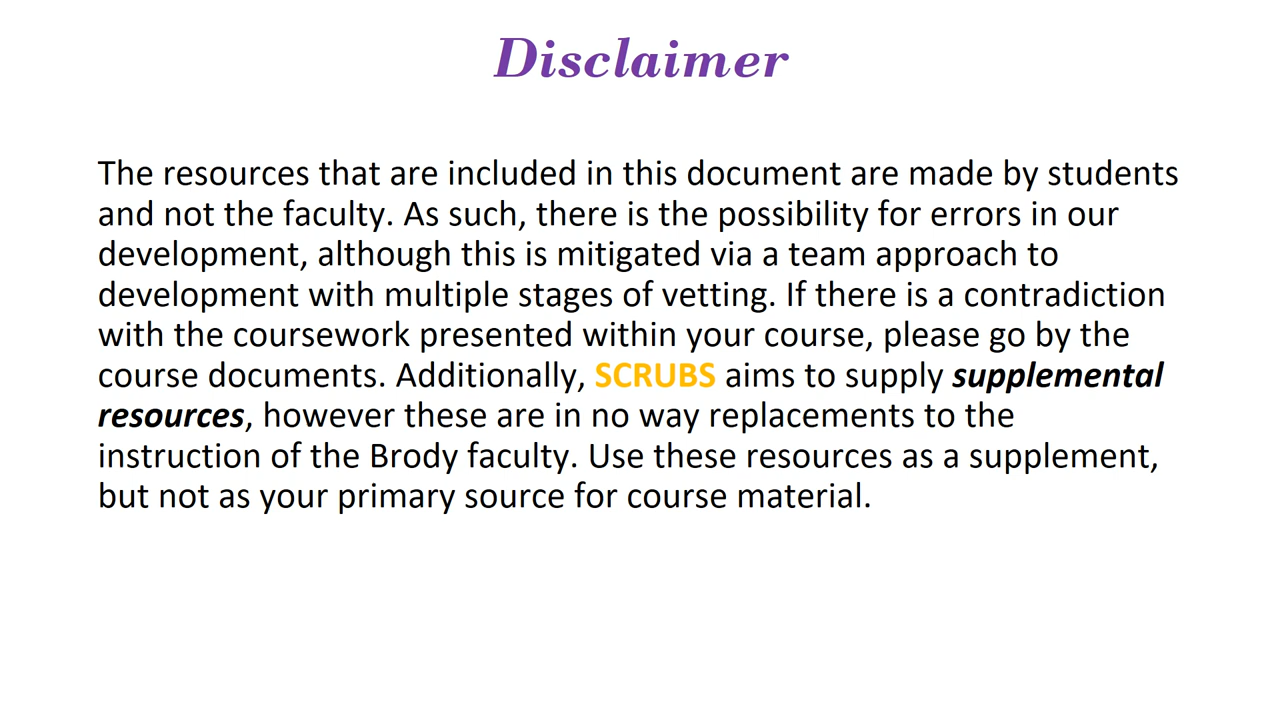 Disclaimer
The resources that are included in this document are made by students
and not the faculty. As such, there is the possibility for errors in our
development, although this is mitigated via a team approach to
development with multiple stages of vetting. If there is a contradiction
with the coursework presented within your course, please go by the
course documents. Additionally, SCRUBS aims to supply supplemental
resources, however these are in no way replacements to the
instruction of the Brody faculty. Use these resources as a supplement,
but not as your primary source for course material.